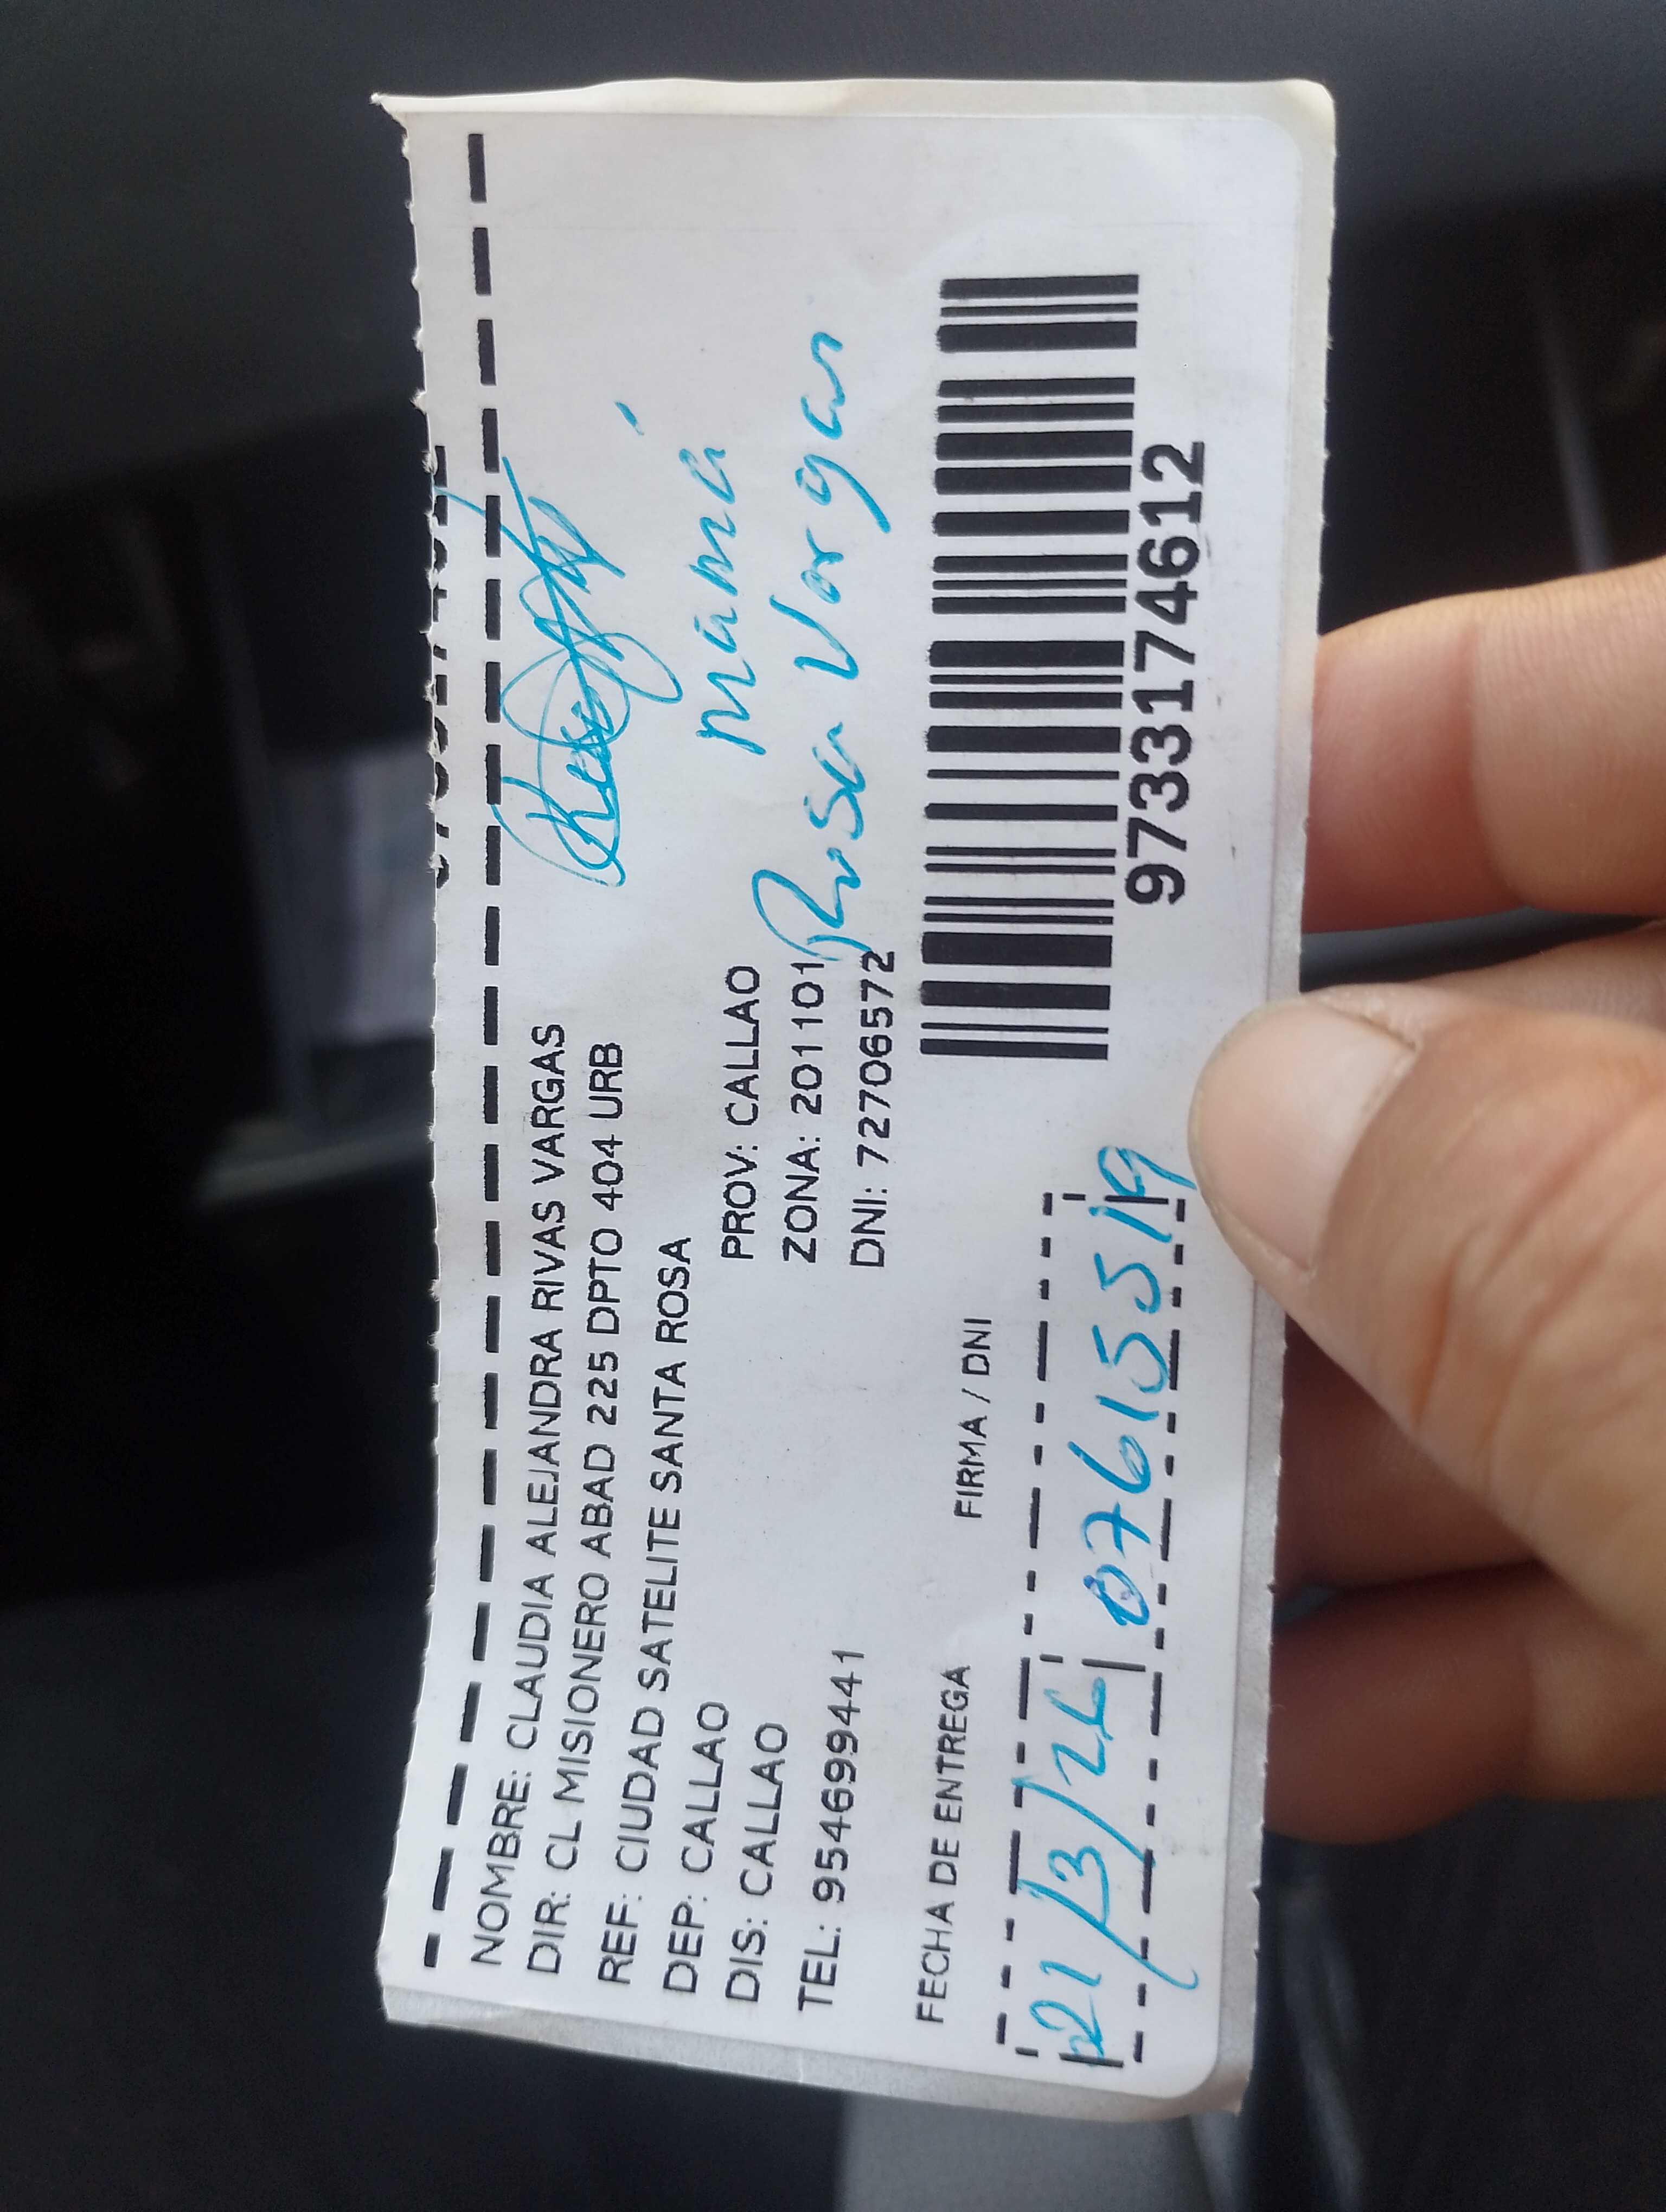 NOMBRE: CLAUDIA ALEJANDRA RIVAS VARGAS
DIR: CL MISIONERO ABAD 225 DPTO 404 URB
REF: CIUDAD SATELITE SANTA ROSA
DEP: CALLAO PROV: CALLAO
DIS: CALLAO ZONA: 201101
TEL: 954699441 DNI: 72706572
mamá
Rosa Vargas
FECHA DE ENTREGA FIRMA / DNI
21/3/22 07615519
9733174612